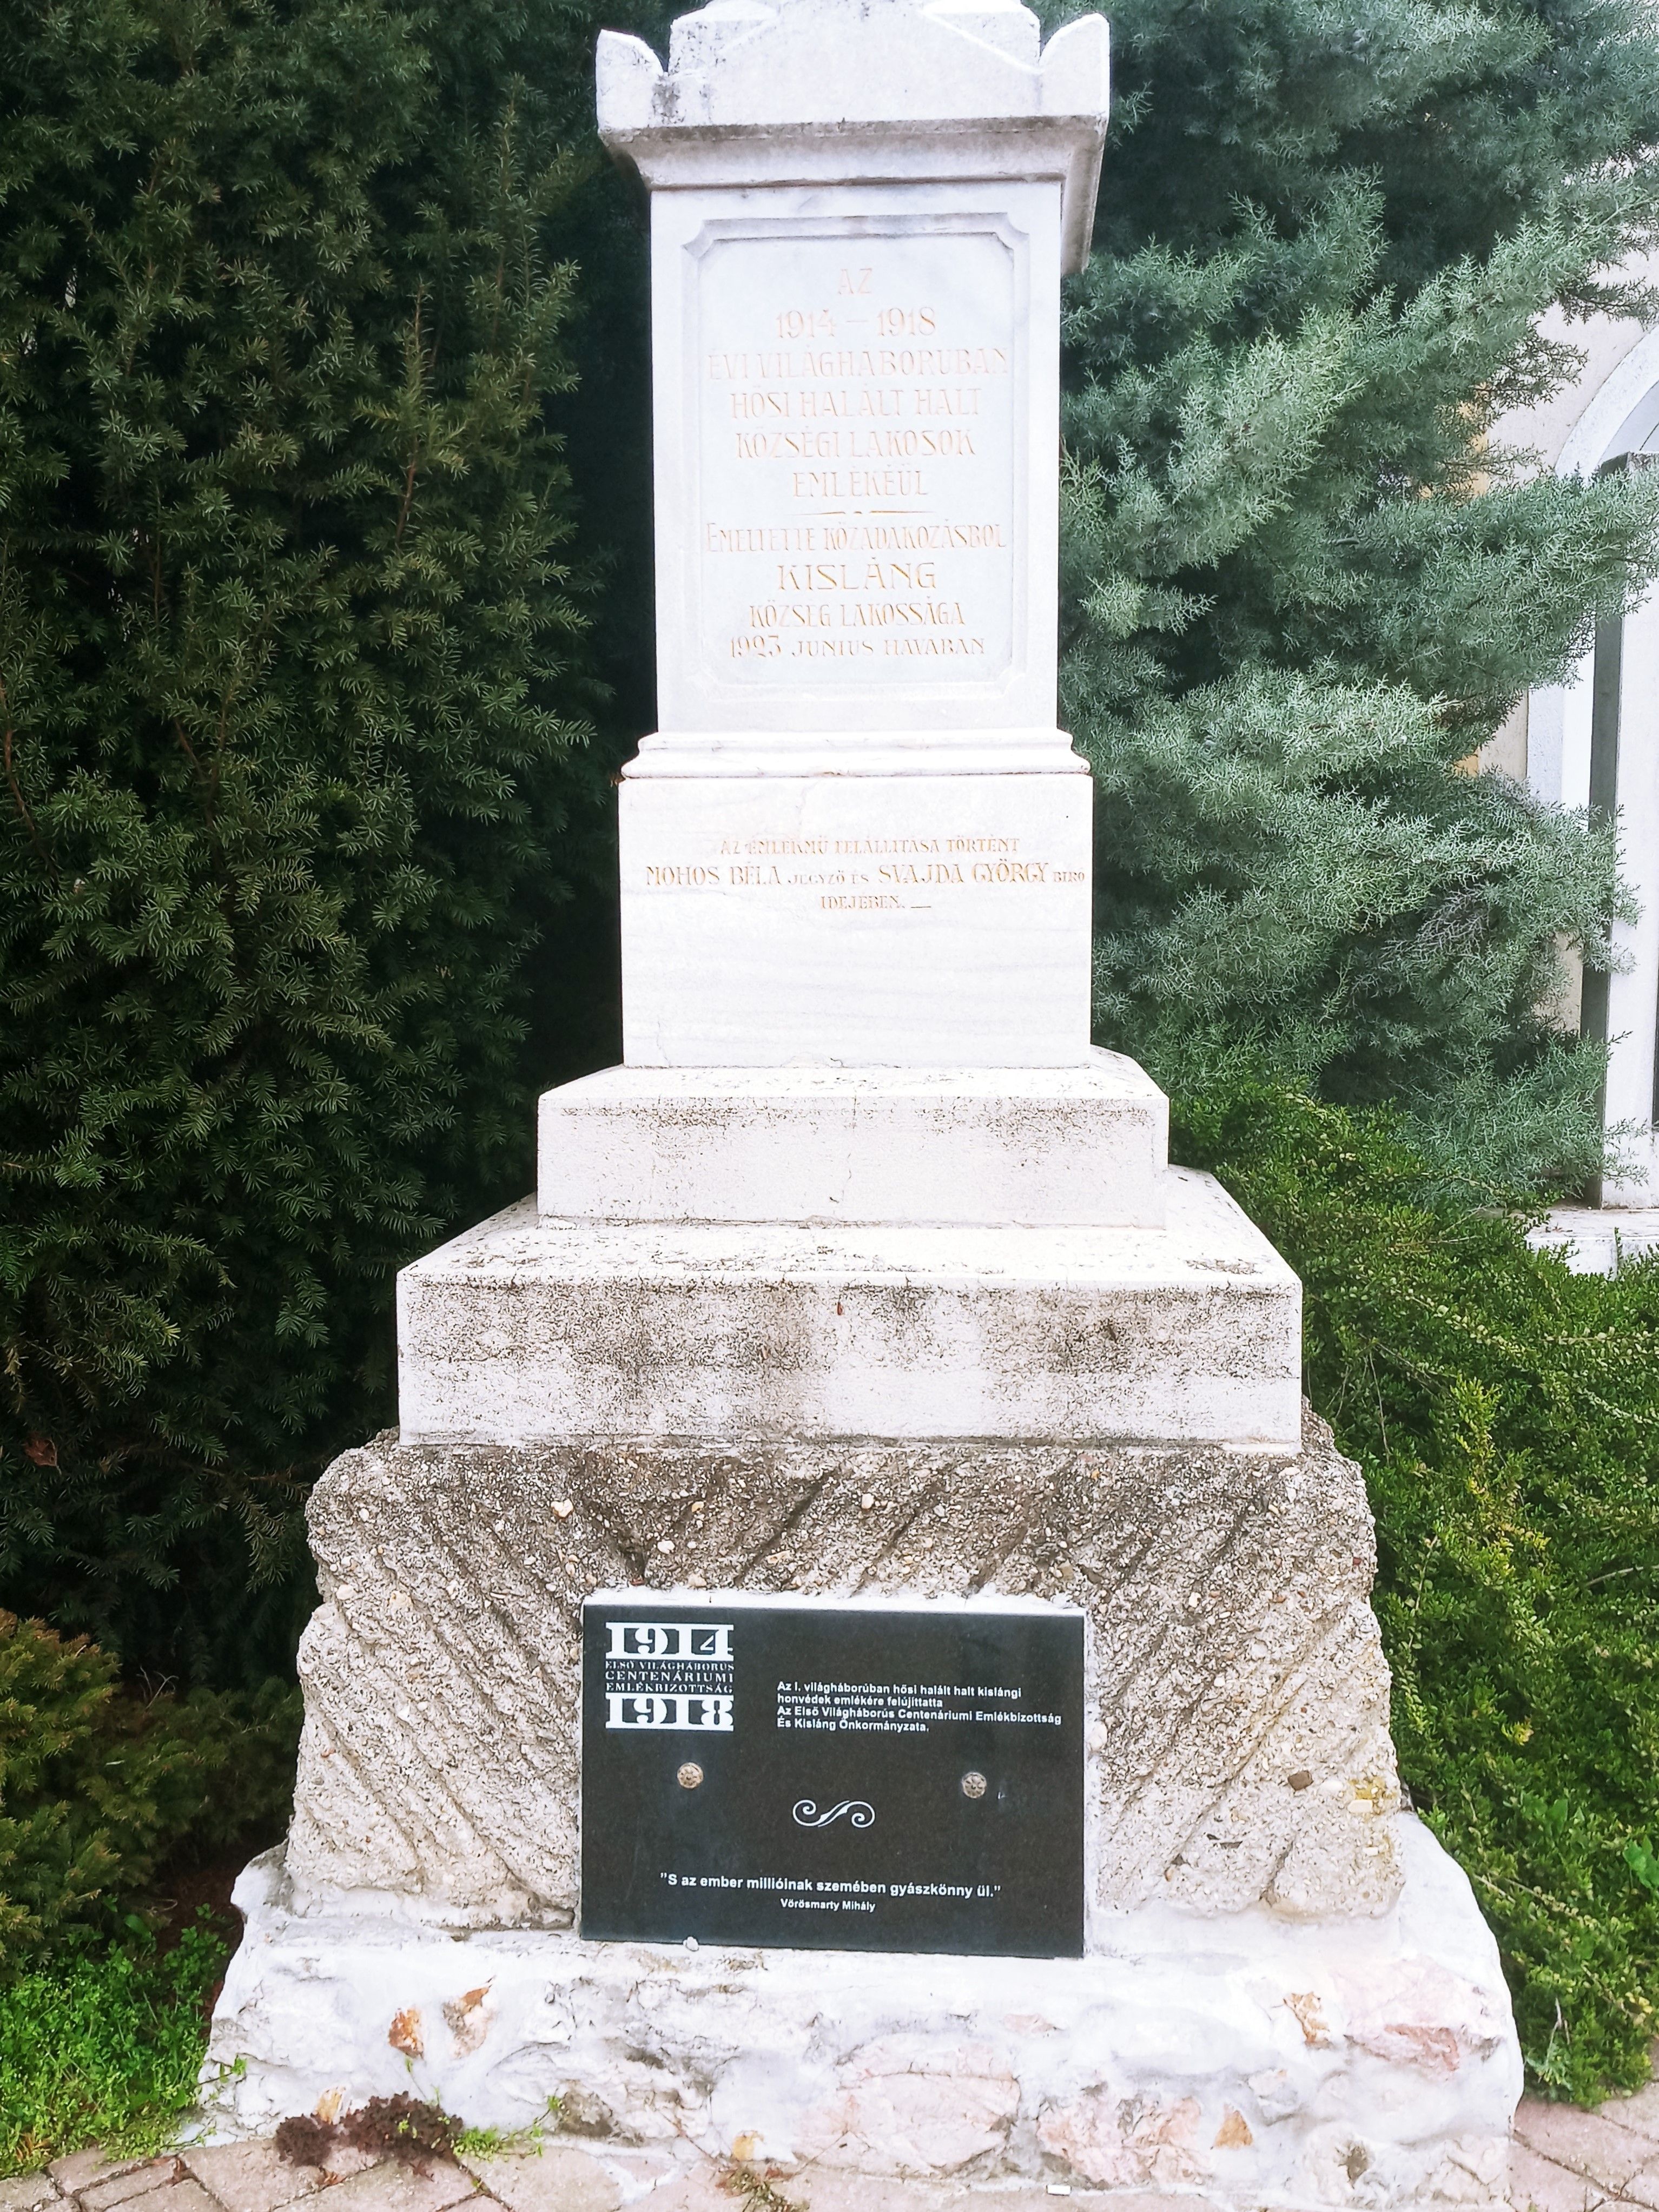 AZ
1914 – 1918
ÉVI VILÁGHÁBORUBAN
HŐSI HALÁLT HALT
KÖZSÉGI LAKOSOK
EMLÉKÉÜL
EMELTETTE KÖZADAKOZÁSBOL
KISLÁNG
KÖZSÉG LAKOSSÁGA
1923 JUNIUS HAVÁBAN
AZ EMLÉKMŰ FELÁLLITÁSA TÖRTÉNT
MOHOS BÉLA JEGYZŐ ÉS SVAJDA GYÖRGY BIRÓ
IDEJÉBEN.
1914
ELSŐ VILÁGHÁBORÚS
CENTENÁRIUMI
EMLÉKBIZOTTSÁG
1918
Az I. világháborúban hősi halált halt kislángi
honvédek emlékére felújíttatta
Az Első Világháborús Centenáriumi Emlékbizottság
És Kisláng Önkormányzata.
"S az ember millióinak szemében gyászkönny ül."
Vörösmarty Mihály